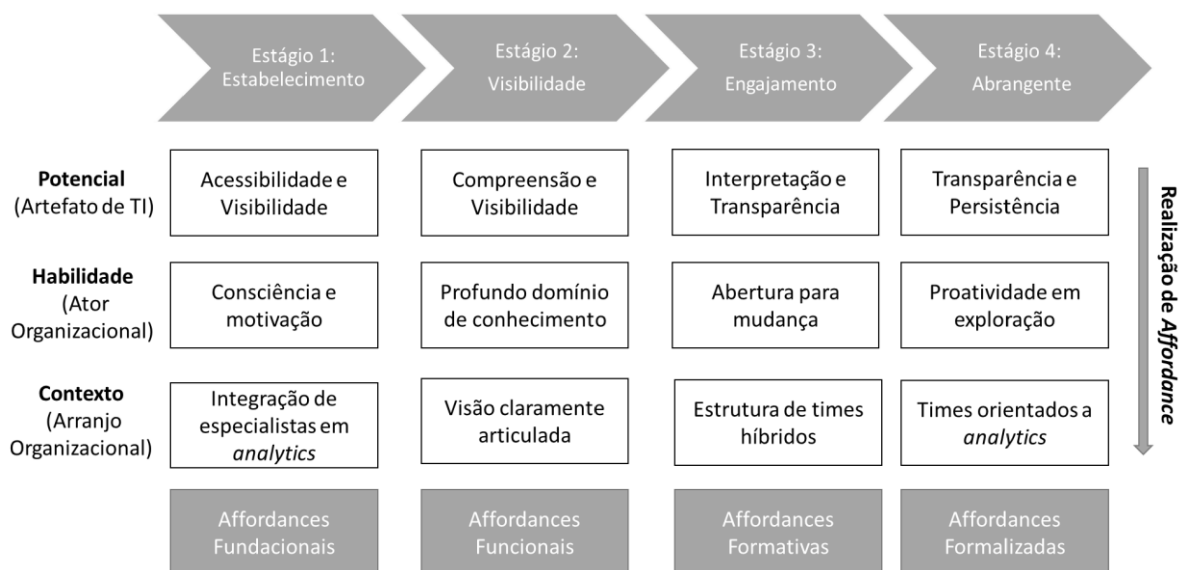 Estágio 1:
Estabelecimento
Estágio 2:
Visibilidade
Estágio 3:
Engajamento
Estágio 4:
Abrangente
Potencial
(Artefato de TI)
Acessibilidade e
Visibilidade
Compreensão e
Visibilidade
Interpretação e
Transparência
Transparência e
Persistência
Habilidade
(Ator
Organizacional)
Consciência e
motivação
Profundo domínio
de conhecimento
Abertura para
mudança
Proatividade em
exploração
Contexto
(Arranjo
Organizacional)
Integração de
especialistas em
analytics
Visão claramente
articulada
Estrutura de times
híbridos
Times orientados a
analytics
Affordances
Fundacionais
Affordances
Funcionais
Affordances
Formativas
Affordances
Formalizadas
Realização de Affordance